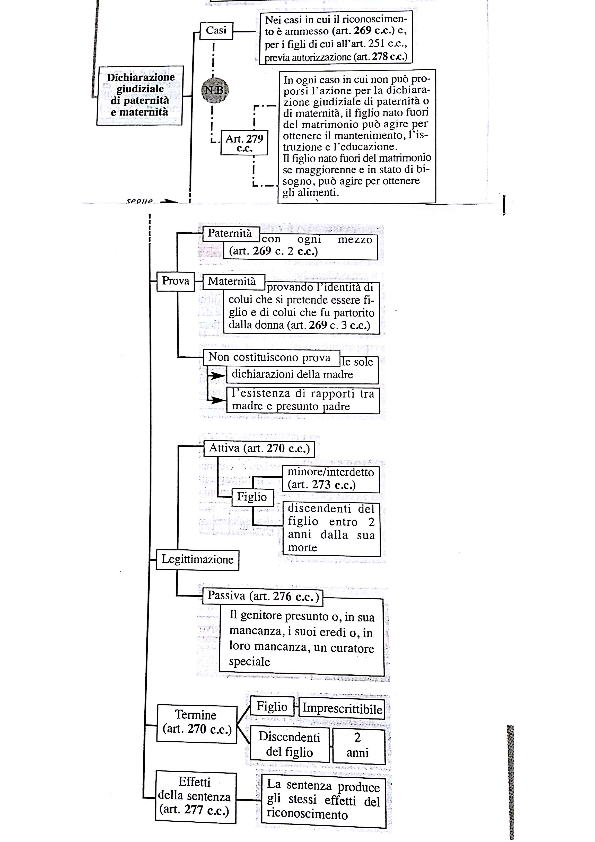 Casi
Nei casi in cui il riconoscimen-
to è ammesso (art. 269 c.c.) e,
per i figli di cui all'art. 251 c.c.,
previa autorizzazione (art. 278 c.c.)
Dichiarazione
giudiziale
di paternità
e maternità
N.B.
In ogni caso in cui non può pro-
porsi l'azione per la dichiara-
zione giudiziale di paternità o
di maternità, il figlio nato fuori
del matrimonio può agire per
ottenere il mantenimento, l'is-
truzione e l'educazione.
Il figlio nato fuori del matrimonio
se maggiorenne e in stato di bi-
sogno, può agire per ottenere
gli alimenti.
Art. 279
c.c.
segue
Prova
Paternità
con ogni mezzo
(art. 269 c. 2 c.c.)
Maternità
provando l'identità di
colui che si pretende essere fi-
glio e di colui che fu partorito
dalla donna (art. 269 c. 3 c.c.)
Non costituiscono prova
le sole
dichiarazioni della madre
l'esistenza di rapporti tra
madre e presunto padre
Legittimazione
Attiva (art. 270 c.c.)
Figlio
minore/interdetto
(art. 273 c.c.)
discendenti del
figlio entro 2
anni dalla sua
morte
Passiva (art. 276 c.c.)
Il genitore presunto o, in sua
mancanza, i suoi eredi o, in
loro mancanza, un curatore
speciale
Termine
(art. 270 c.c.)
Figlio
Imprescrittibile
Discendenti
del figlio
2
anni
Effetti
della sentenza
(art. 277 c.c.)
La sentenza produce
gli stessi effetti del
riconoscimento